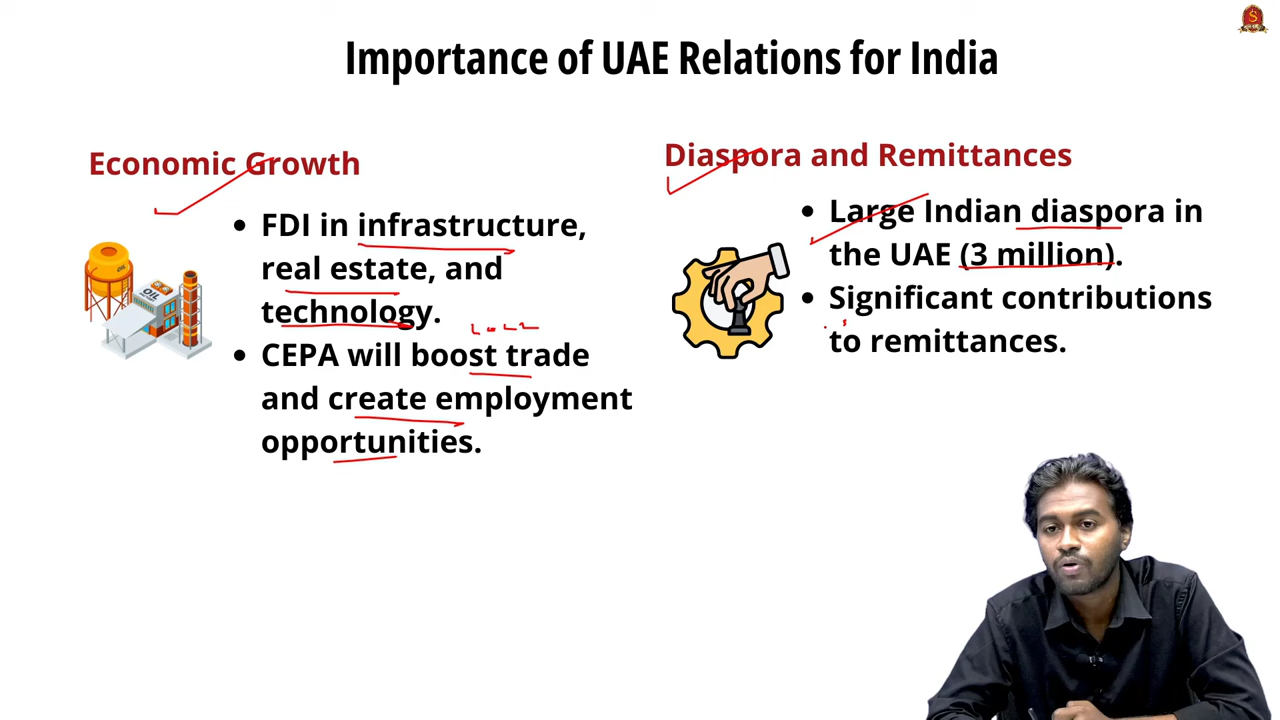 Importance of UAE Relations for India
Economic Growth
• FDI in infrastructure,
real estate, and
technology.
• CEPA will boost trade
and create employment
opportunities.
OIL
Diaspora and Remittances
• Large Indian diaspora in
the UAE (3 million).
• Significant contributions
to remittances.